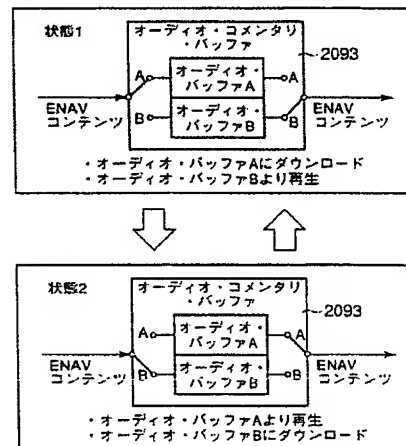 状態1
オーディオ・コメンタリ
・バッファ
2093
A
オーディオ・
バッファA
A
B
オーディオ・
バッファB
B
ENAV
コンテンツ
ENAV
コンテンツ
・オーディオ・バッファAにダウンロード
・オーディオ・バッファBより再生
状態2
オーディオ・コメンタリ
・バッファ
2093
A
オーディオ・
バッファA
A
B
オーディオ・
バッファB
B
ENAV
コンテンツ
ENAV
コンテンツ
・オーディオ・バッファAより再生
・オーディオ・バッファBにダウンロード